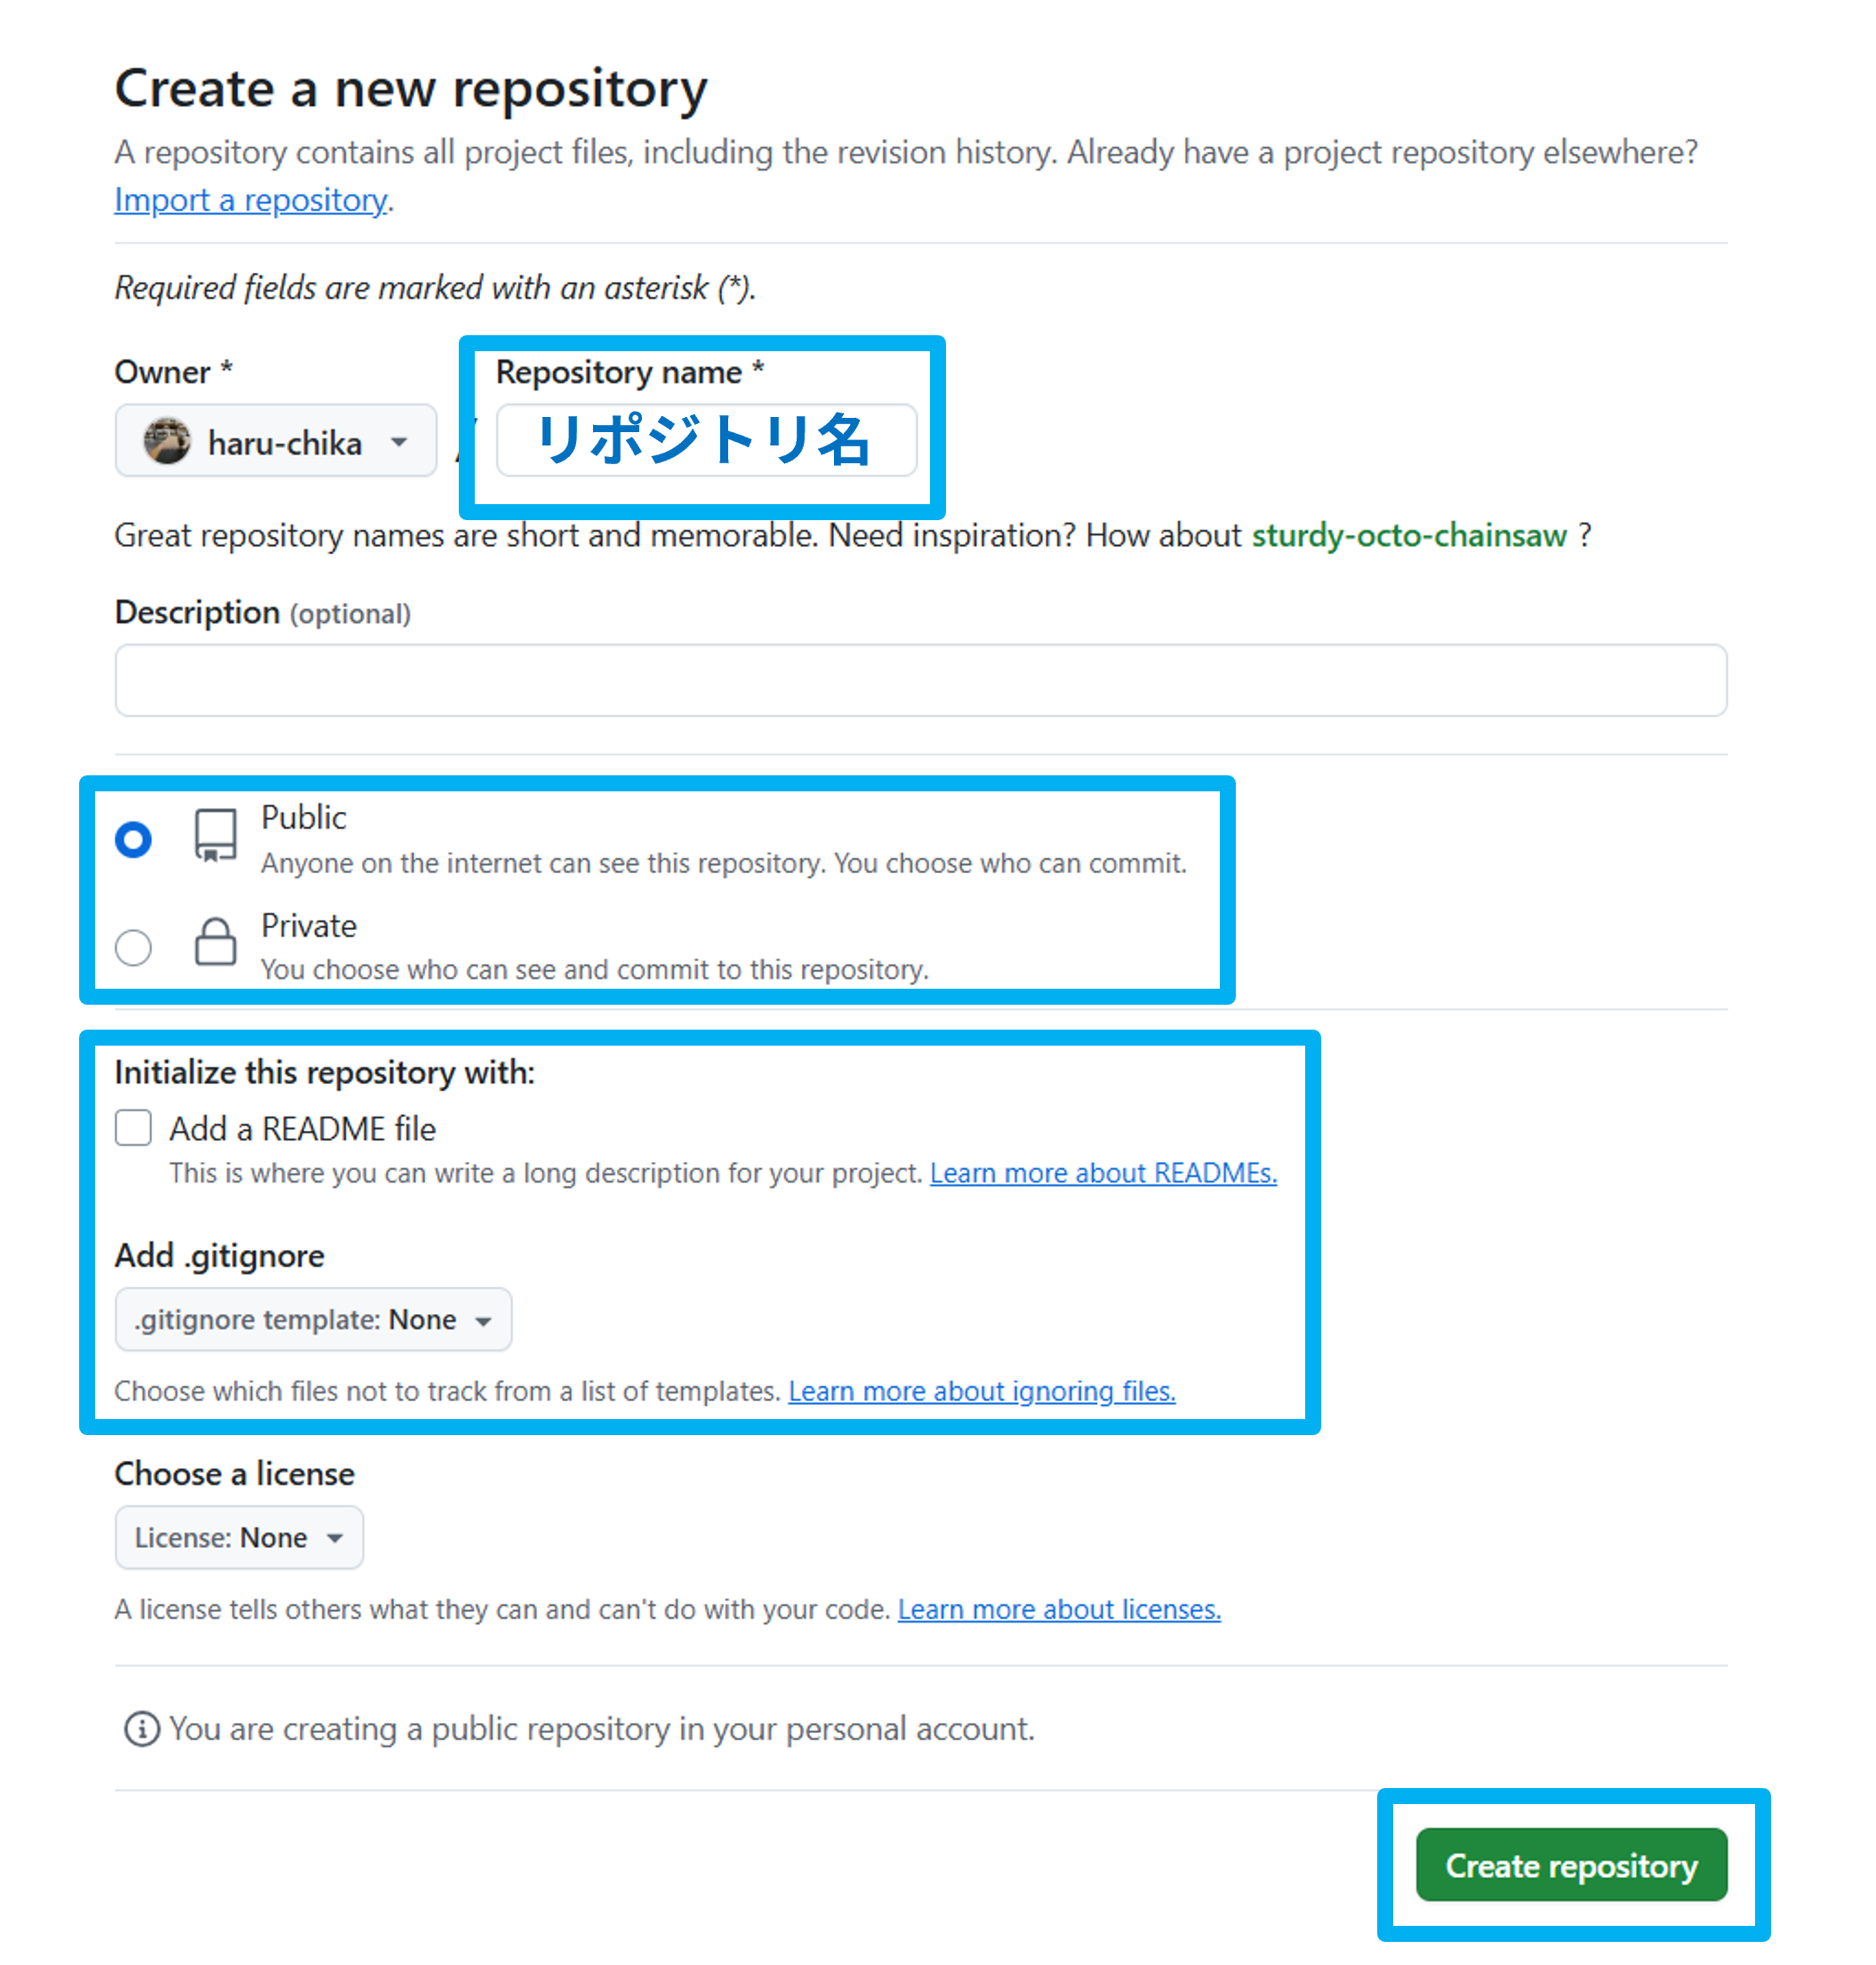 Create a new repository
A repository contains all project files, including the revision history. Already have a project repository elsewhere?
Import a repository.
Required fields are marked with an asterisk (*).
Owner *
Repository name *
haru-chika
/
リポジトリ名
Great repository names are short and memorable. Need inspiration? How about sturdy-octo-chainsaw ?
Description (optional)
Public
Anyone on the internet can see this repository. You choose who can commit.
Private
You choose who can see and commit to this repository.
Initialize this repository with:
Add a README file
This is where you can write a long description for your project. Learn more about READMEs.
Add .gitignore
.gitignore template: None
Choose which files not to track from a list of templates. Learn more about ignoring files.
Choose a license
License: None
A license tells others what they can and can't do with your code. Learn more about licenses.
You are creating a public repository in your personal account.
Create repository